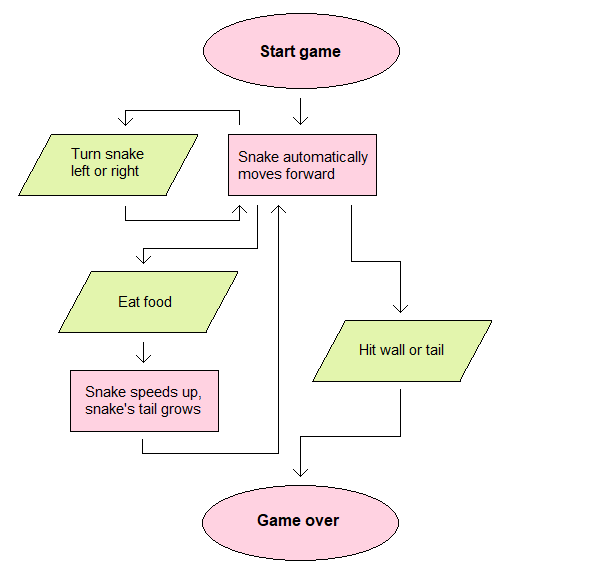 Start game
Turn snake
left or right
Snake automatically
moves forward
Eat food
Hit wall or tail
Snake speeds up,
snake's tail grows
Game over